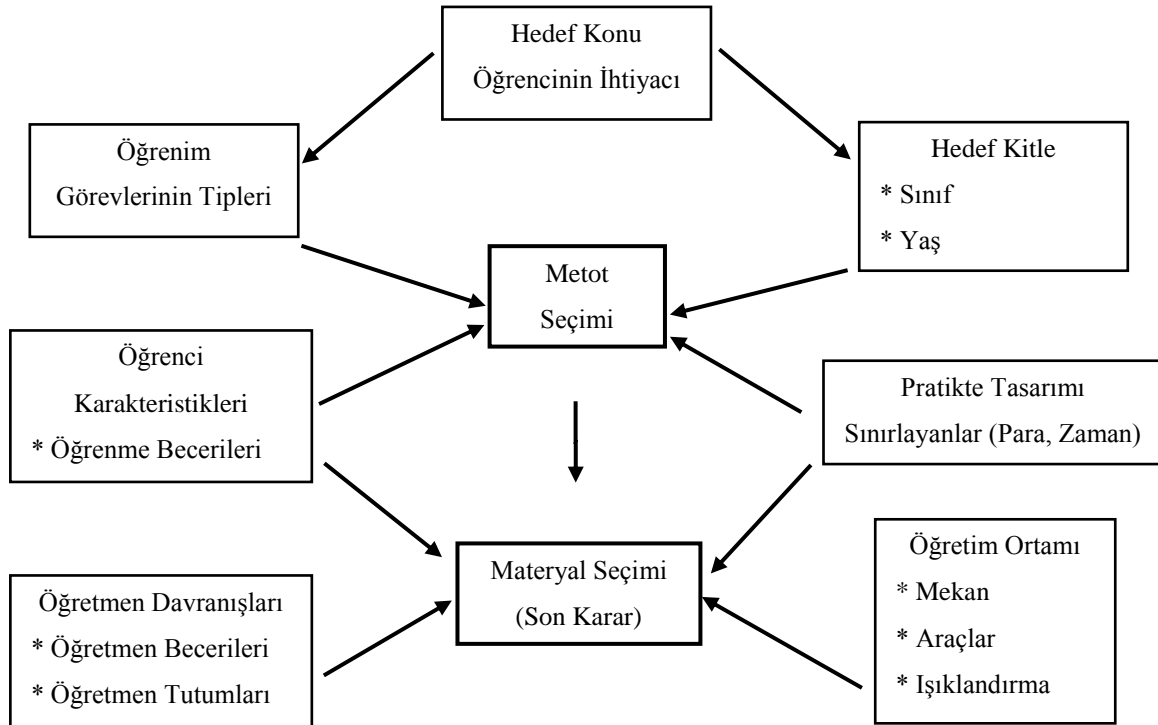 Hedef Konu
Öğrencinin İhtiyacı
Öğrenim
Görevlerinin Tipleri
Hedef Kitle
* Sınıf
* Yaş
Metot
Seçimi
Öğrenci
Karakteristikleri
* Öğrenme Becerileri
Pratikte Tasarımı
Sınırlayanlar (Para, Zaman)
Materyal Seçimi
(Son Karar)
Öğretmen Davranışları
* Öğretmen Becerileri
* Öğretmen Tutumları
Öğretim Ortamı
* Mekan
* Araçlar
* Işıklandırma